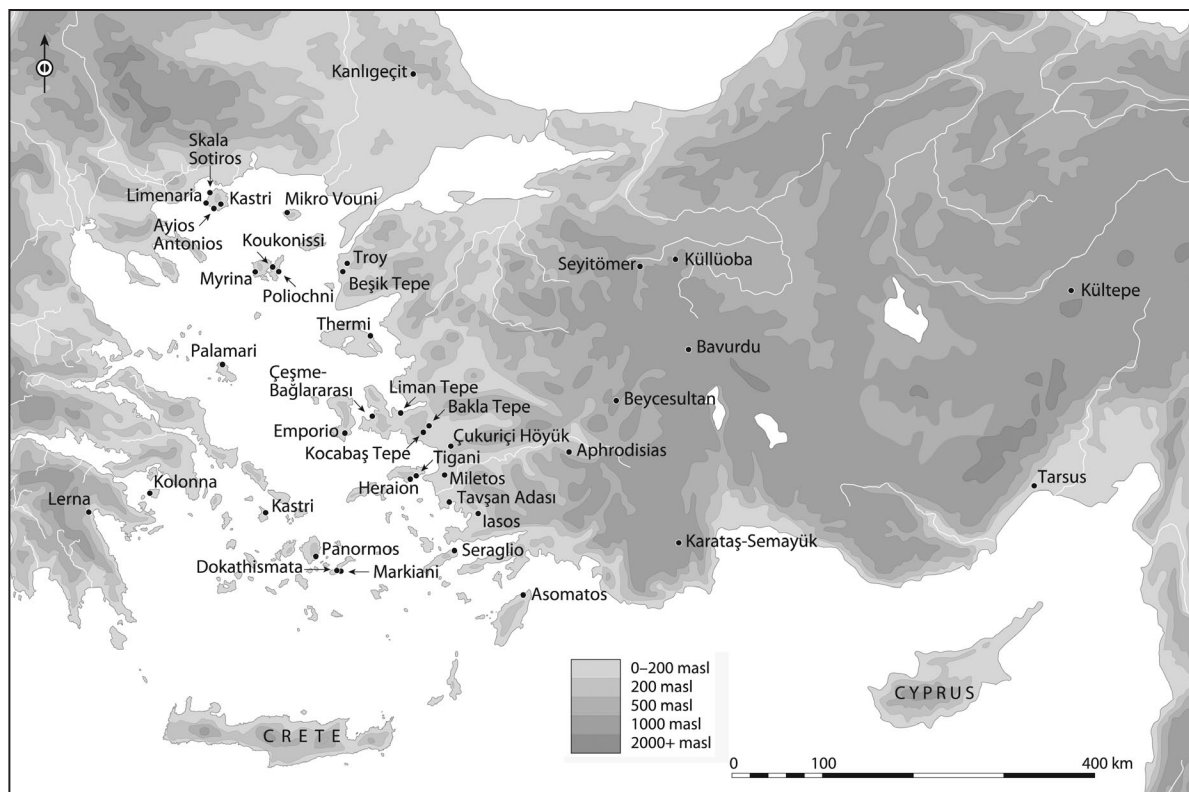 Kanlıgeçit
Skala
Sotiros
Limenaria
Kastri
Mikro Vouni
Ayios
Antonios
Koukonissi
Troy
Myrina
Beşik Tepe
Poliochni
Seyitömer
Küllüoba
Kültepe
Thermi
Bavurdu
Palamari
Çeşme-
Bağlararası
Liman Tepe
Bakla Tepe
Beycesultan
Emporio
Kocabaş Tepe
Çukuriçi Höyük
Aphrodisias
Tigani
Heraion
Miletos
Tarsus
Kolonna
Lerna
Kastri
Tavşan Adası
Iasos
Panormos
Seraglio
Karataş-Semayük
Dokathismata
Markiani
Asomatos
0–200 masl
200 masl
500 masl
1000 masl
2000+ masl
CYPRUS
CRETE
0 100 400 km